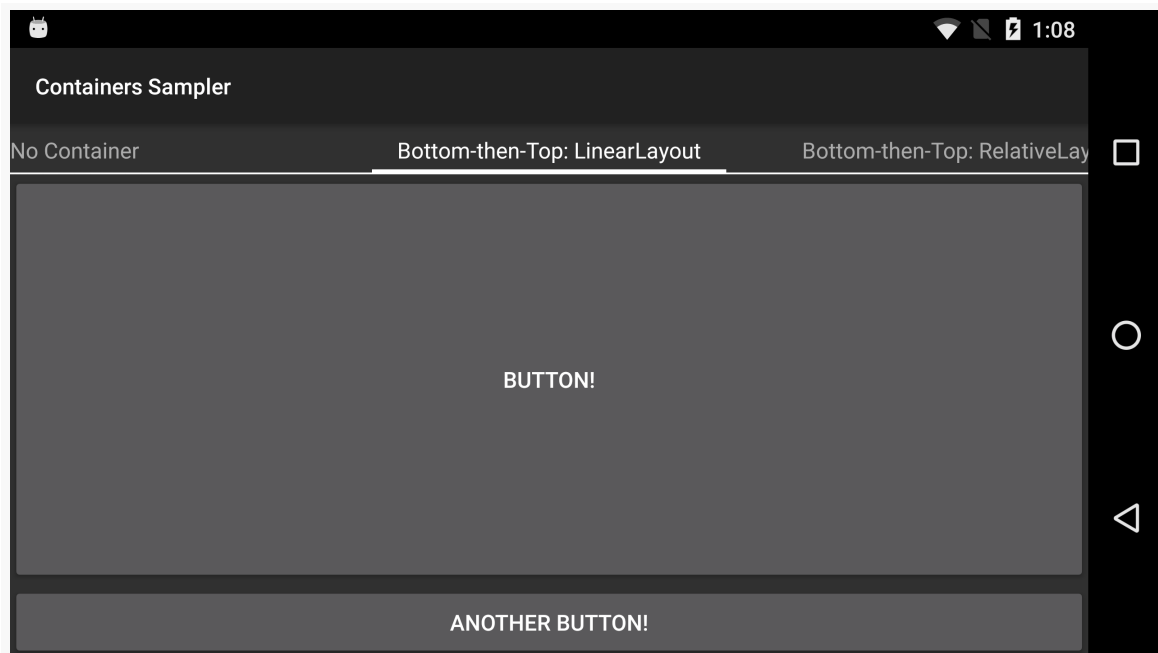 1:08
Containers Sampler
No Container
Bottom-then-Top: LinearLayout
Bottom-then-Top: RelativeLay
BUTTON!
ANOTHER BUTTON!